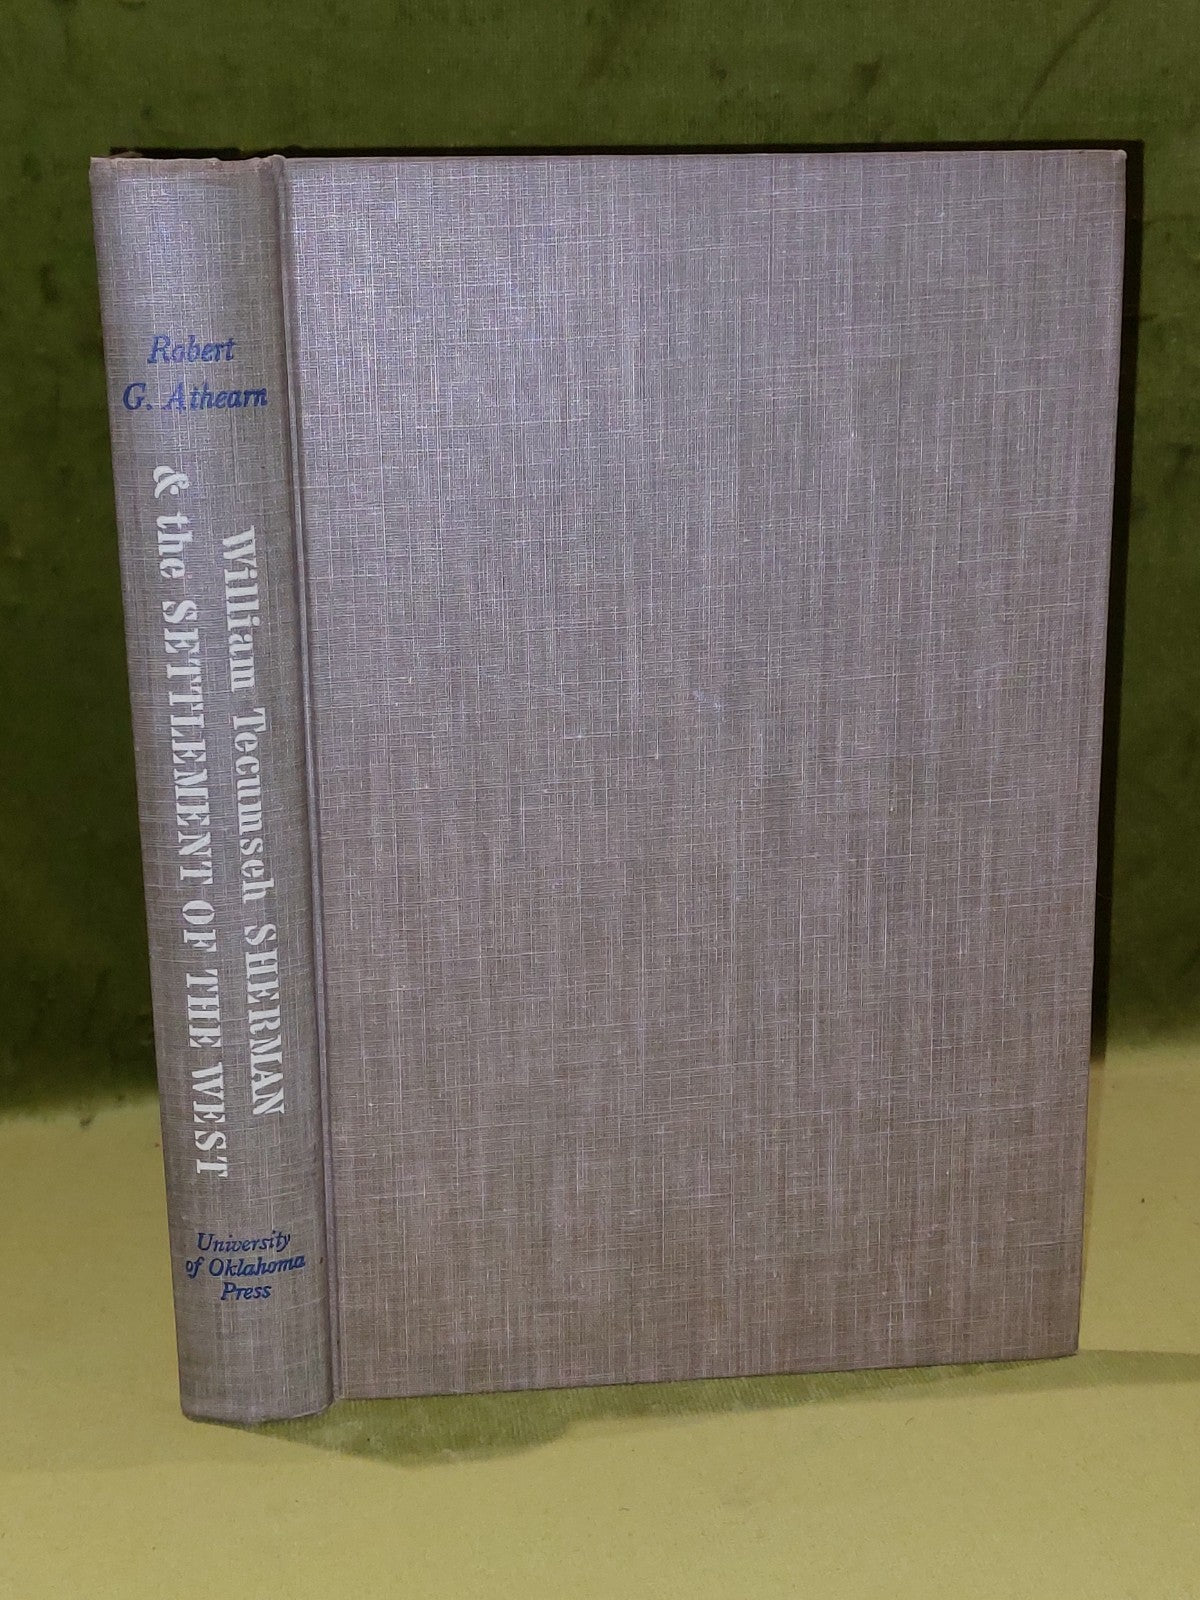 Robert
G. Athearn
William Tecumseh SHERMAN
& the SETTLEMENT OF THE WEST
University
of Oklahoma
Press